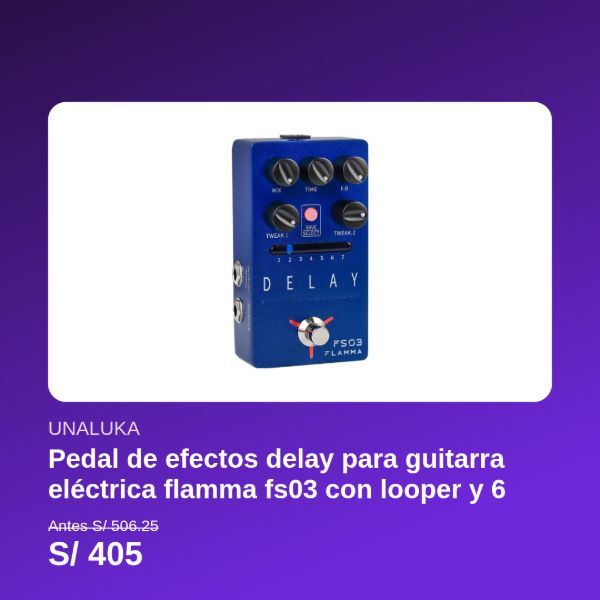 MIX TIME F.B
TWEAK.1 SAVE TWEAK.2
SELECT
1 2 3 4 5 6 7
DELAY
FS03
FLAMMA
UNALUKA
Pedal de efectos delay para guitarra
eléctrica flamma fs03 con looper y 6
Antes S/ 506.25
S/ 405